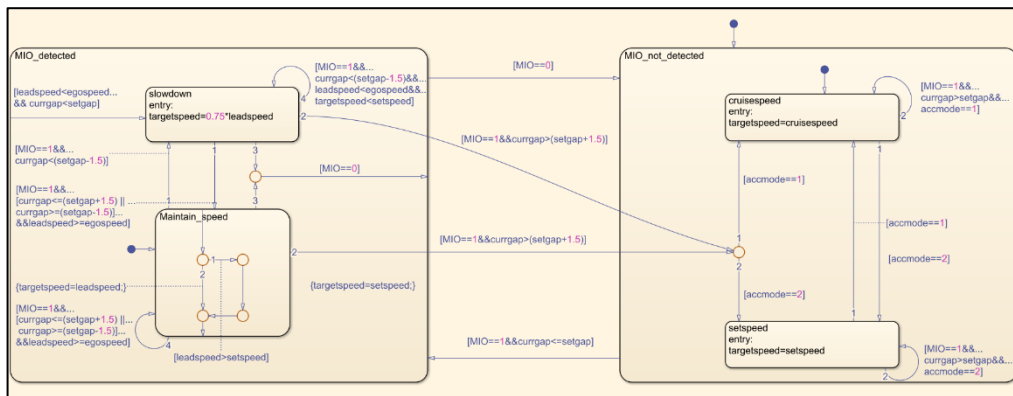 MIO_detected
[leadspeed<egospeed...
&& currgap<setgap]
slowdown
entry:
targetspeed=0.75*leadspeed
[MIO==1&&...
currgap<(setgap-1.5)&&...
leadspeed<egospeed&&..
targetspeed<setspeed]
4
2
1
3
[MIO==1&&...
currgap<(setgap-1.5)]
[MIO==0]
[MIO==1&&...
[currgap<=(setgap+1.5) || ...
currgap>=(setgap-1.5)]...
&&leadspeed>=egospeed]
1
3
Maintain_speed
1
2
2
{targetspeed=leadspeed;}
{targetspeed=setspeed;}
[MIO==1&&...
[currgap<=(setgap+1.5) ||...
currgap>=(setgap-1.5)]...
&&leadspeed>=egospeed]
4
[leadspeed>setspeed]
[MIO==0]
[MIO==1&&currgap>(setgap+1.5)]
[MIO==1&&currgap>(setgap+1.5)]
[MIO==1&&currgap<=setgap]
MIO_not_detected
cruisespeed
entry:
targetspeed=cruisespeed
[MIO==1&&...
currgap>setgap&&...
accmode==1]
2
1
[accmode==1]
[accmode==1]
1
2
[accmode==2]
[accmode==2]
1
setspeed
entry:
targetspeed=setspeed
[MIO==1&&...
currgap>setgap&&...
accmode==2]
2